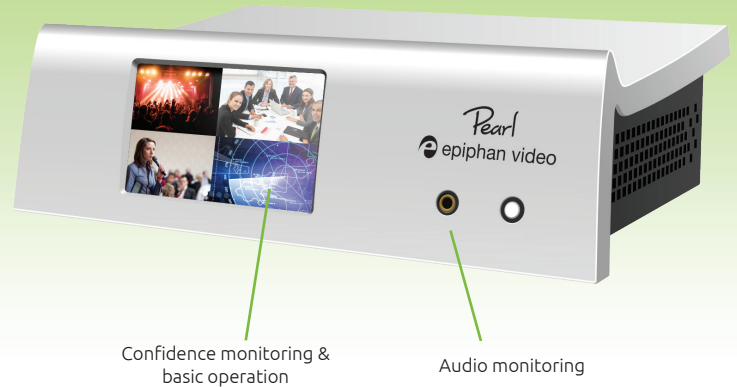 Pearl
epiphan video
Confidence monitoring &
basic operation
Audio monitoring